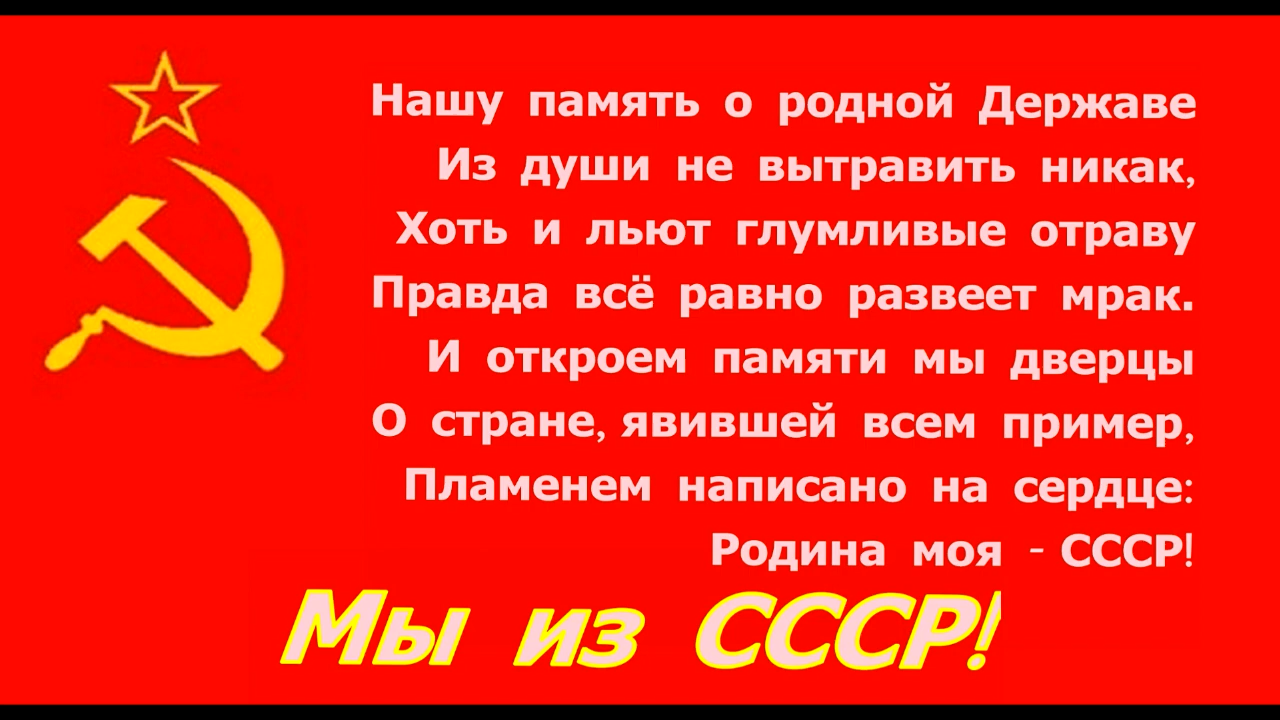 Нашу память о родной Державе
Из души не вытравить никак,
Хоть и льют глумливые отраву
Правда всё равно развеет мрак.
И откроем памяти мы дверцы
О стране, явившей всем пример,
Пламенем написано на сердце:
Родина моя - СССР!
Мы из СССР!